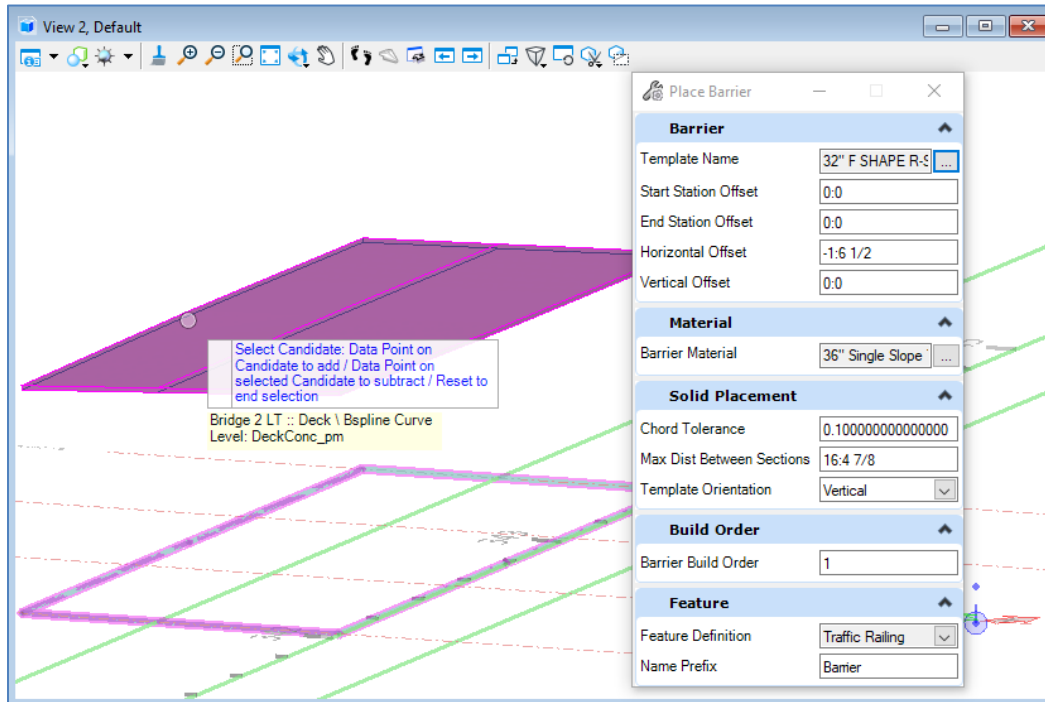 View 2, Default
Place Barrier
Barrier
Template Name 32" F SHAPE R-S ...
Start Station Offset 0:0
End Station Offset 0:0
Horizontal Offset -1:6 1/2
Vertical Offset 0:0
Material
Barrier Material 36" Single Slope ...
Solid Placement
Chord Tolerance 0.100000000000000
Max Dist Between Sections 16:4 7/8
Template Orientation Vertical
Build Order
Barrier Build Order 1
Feature
Feature Definition Traffic Railing
Name Prefix Barrier
Select Candidate: Data Point on
Candidate to add / Data Point on
selected Candidate to subtract / Reset to
end selection
Bridge 2 LT :: Deck \ Bspline Curve
Level: DeckConc_pm